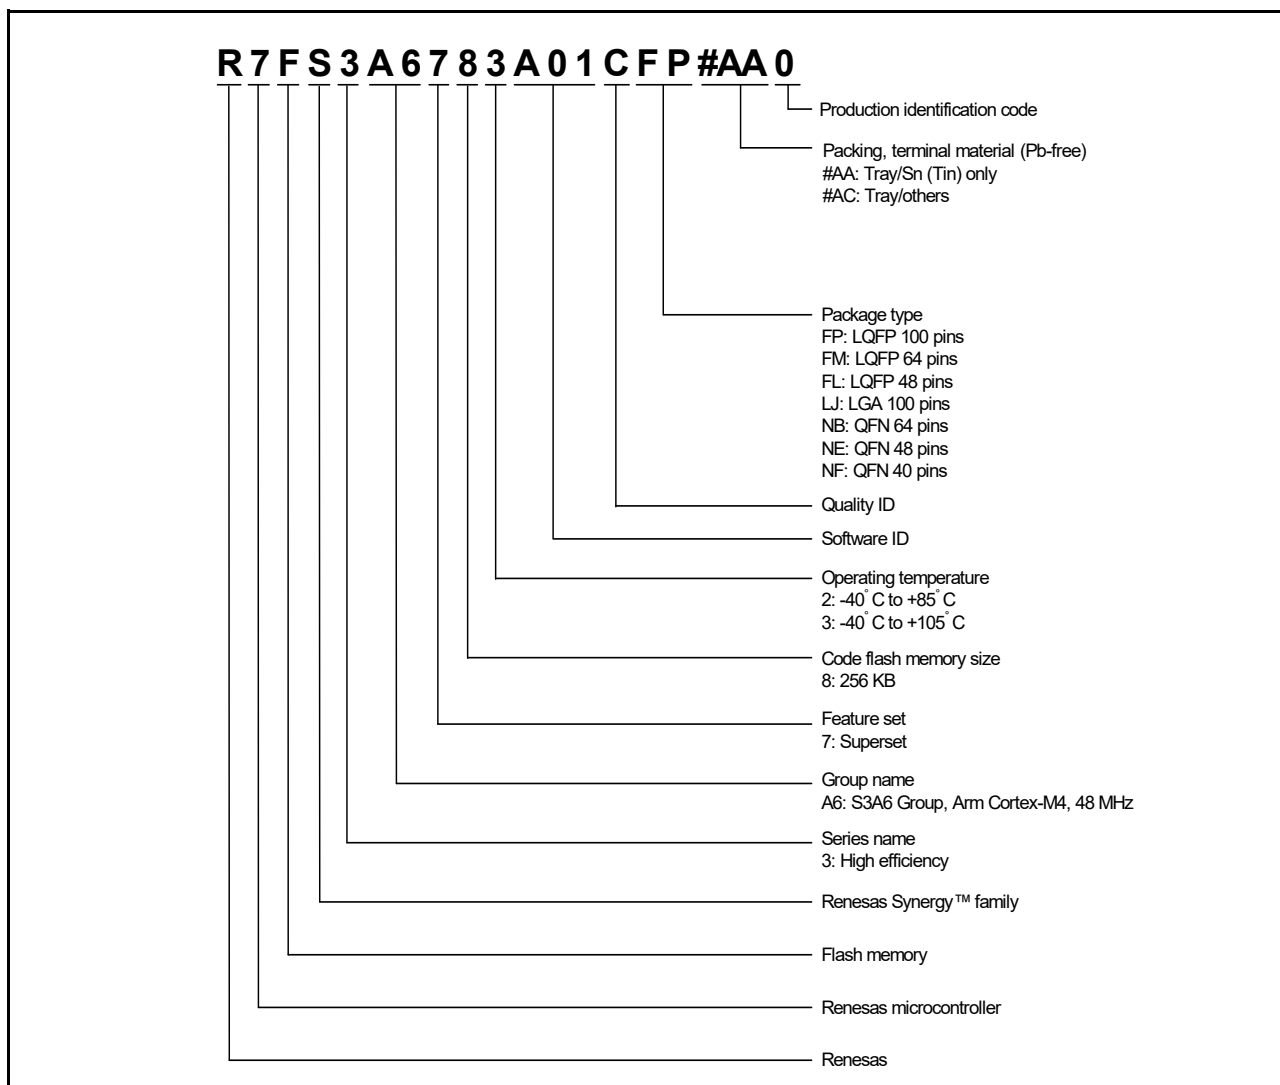 R7FS3A6783A01CFP#AA0
Production identification code
Packing, terminal material (Pb-free)
#AA: Tray/Sn (Tin) only
#AC: Tray/others
Package type
FP: LQFP 100 pins
FM: LQFP 64 pins
FL: LQFP 48 pins
LJ: LGA 100 pins
NB: QFN 64 pins
NE: QFN 48 pins
NF: QFN 40 pins
Quality ID
Software ID
Operating temperature
2: -40°C to +85°C
3: -40°C to +105°C
Code flash memory size
8: 256 KB
Feature set
7: Superset
Group name
A6: S3A6 Group, Arm Cortex-M4, 48 MHz
Series name
3: High efficiency
Renesas Synergy™ family
Flash memory
Renesas microcontroller
Renesas